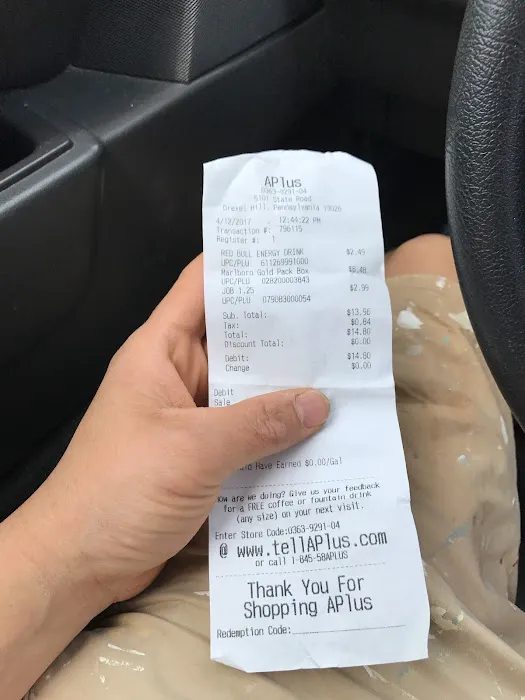 APlus
0363-9291-04
5101 State Road
Drexel Hill, Pennsylvania 19026
4/12/2017 12:44:22 PM
Transaction #: 796115
Register #: 1
RED BULL ENERGY DRINK $2.49
UPC/PLU 611269991000
Marlboro Gold Pack Box $8.48
UPC/PLU 028200003843
JOB 1.25 $2.99
UPC/PLU 079083000054
Sub. Total: $13.96
Tax: $0.84
Total: $14.80
Discount Total: $0.00
Debit: $14.80
Change $0.00
Debit
Sale
Have Earned $0.00/Gal
How are we doing? Give us your feedback
for a FREE coffee or fountain drink
(any size) on your next visit.
Enter Store Code:0363-9291-04
@ www.tellAPlus.com
or call 1-845-58APLUS
Thank You For
Shopping APlus
Redemption Code: